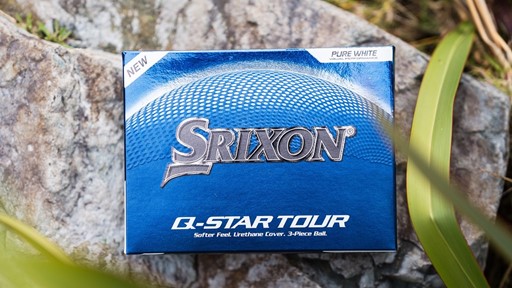 NEW
PURE WHITE
SRIXON
Q-STAR TOUR
Softer Feel. Urethane Cover. 3-Piece Ball.